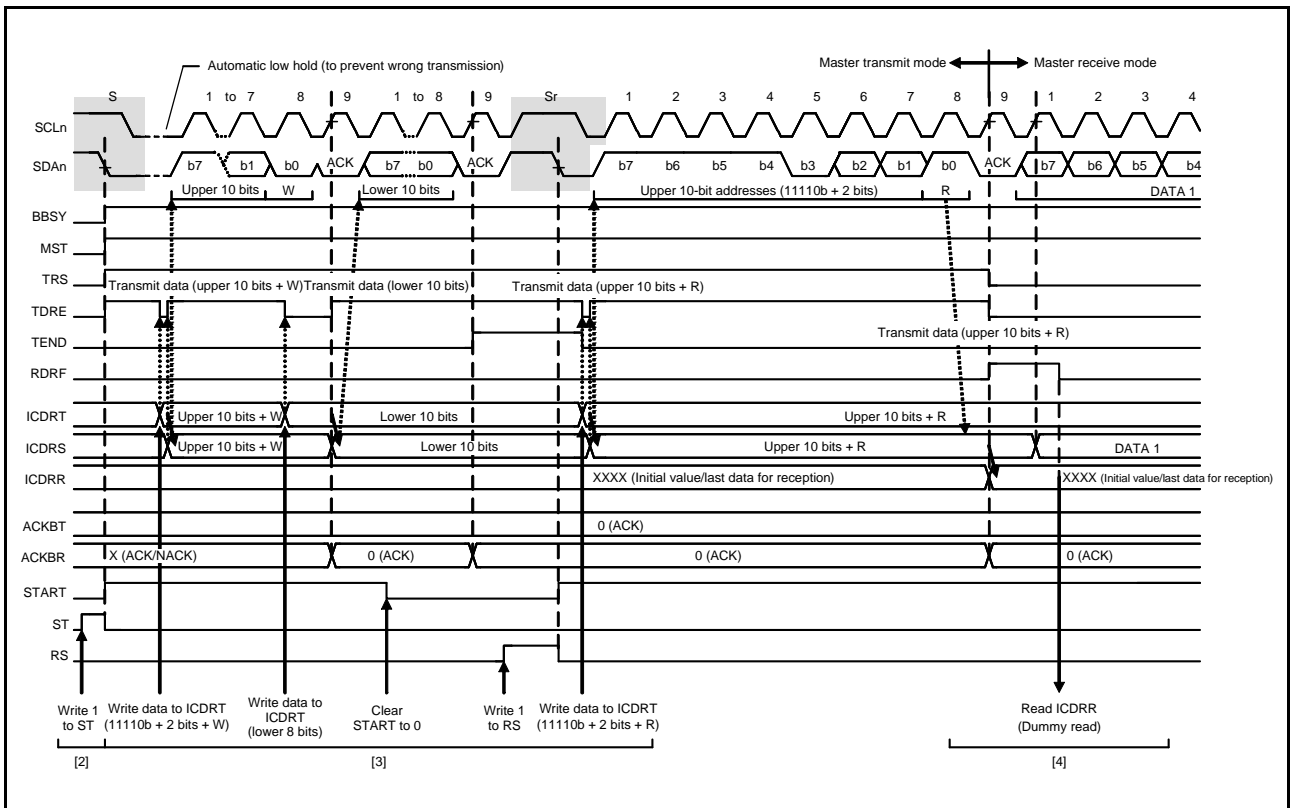 Automatic low hold (to prevent wrong transmission)
Master transmit mode
Master receive mode
S 1 to 7 8 9 1 to 8 9 Sr 1 2 3 4 5 6 7 8 9 1 2 3 4
SCLn
SDAn b7 b1 b0 ACK b7 b0 ACK b7 b6 b5 b4 b3 b2 b1 b0 ACK b7 b6 b5 b4
Upper 10 bits W Lower 10 bits Upper 10-bit addresses (11110b + 2 bits) R DATA 1
BBSY
MST
TRS
Transmit data (upper 10 bits + W) Transmit data (lower 10 bits) Transmit data (upper 10 bits + R)
TDRE
Transmit data (upper 10 bits + R)
TEND
RDRF
ICDRT Upper 10 bits + W Lower 10 bits Upper 10 bits + R
ICDRS Upper 10 bits + W Lower 10 bits Upper 10 bits + R DATA 1
ICDRR XXXX (Initial value/last data for reception) XXXX (Initial value/last data for reception)
ACKBT 0 (ACK)
ACKBR X (ACK/NACK) 0 (ACK) 0 (ACK) 0 (ACK)
START
ST
RS
Write 1
to ST
Write data to ICDRT
(11110b + 2 bits + W)
Write data to
ICDRT
(lower 8 bits)
Clear
START to 0
Write 1
to RS
Write data to ICDRT
(11110b + 2 bits + R)
Read ICDRR
(Dummy read)
[2] [3] [4]